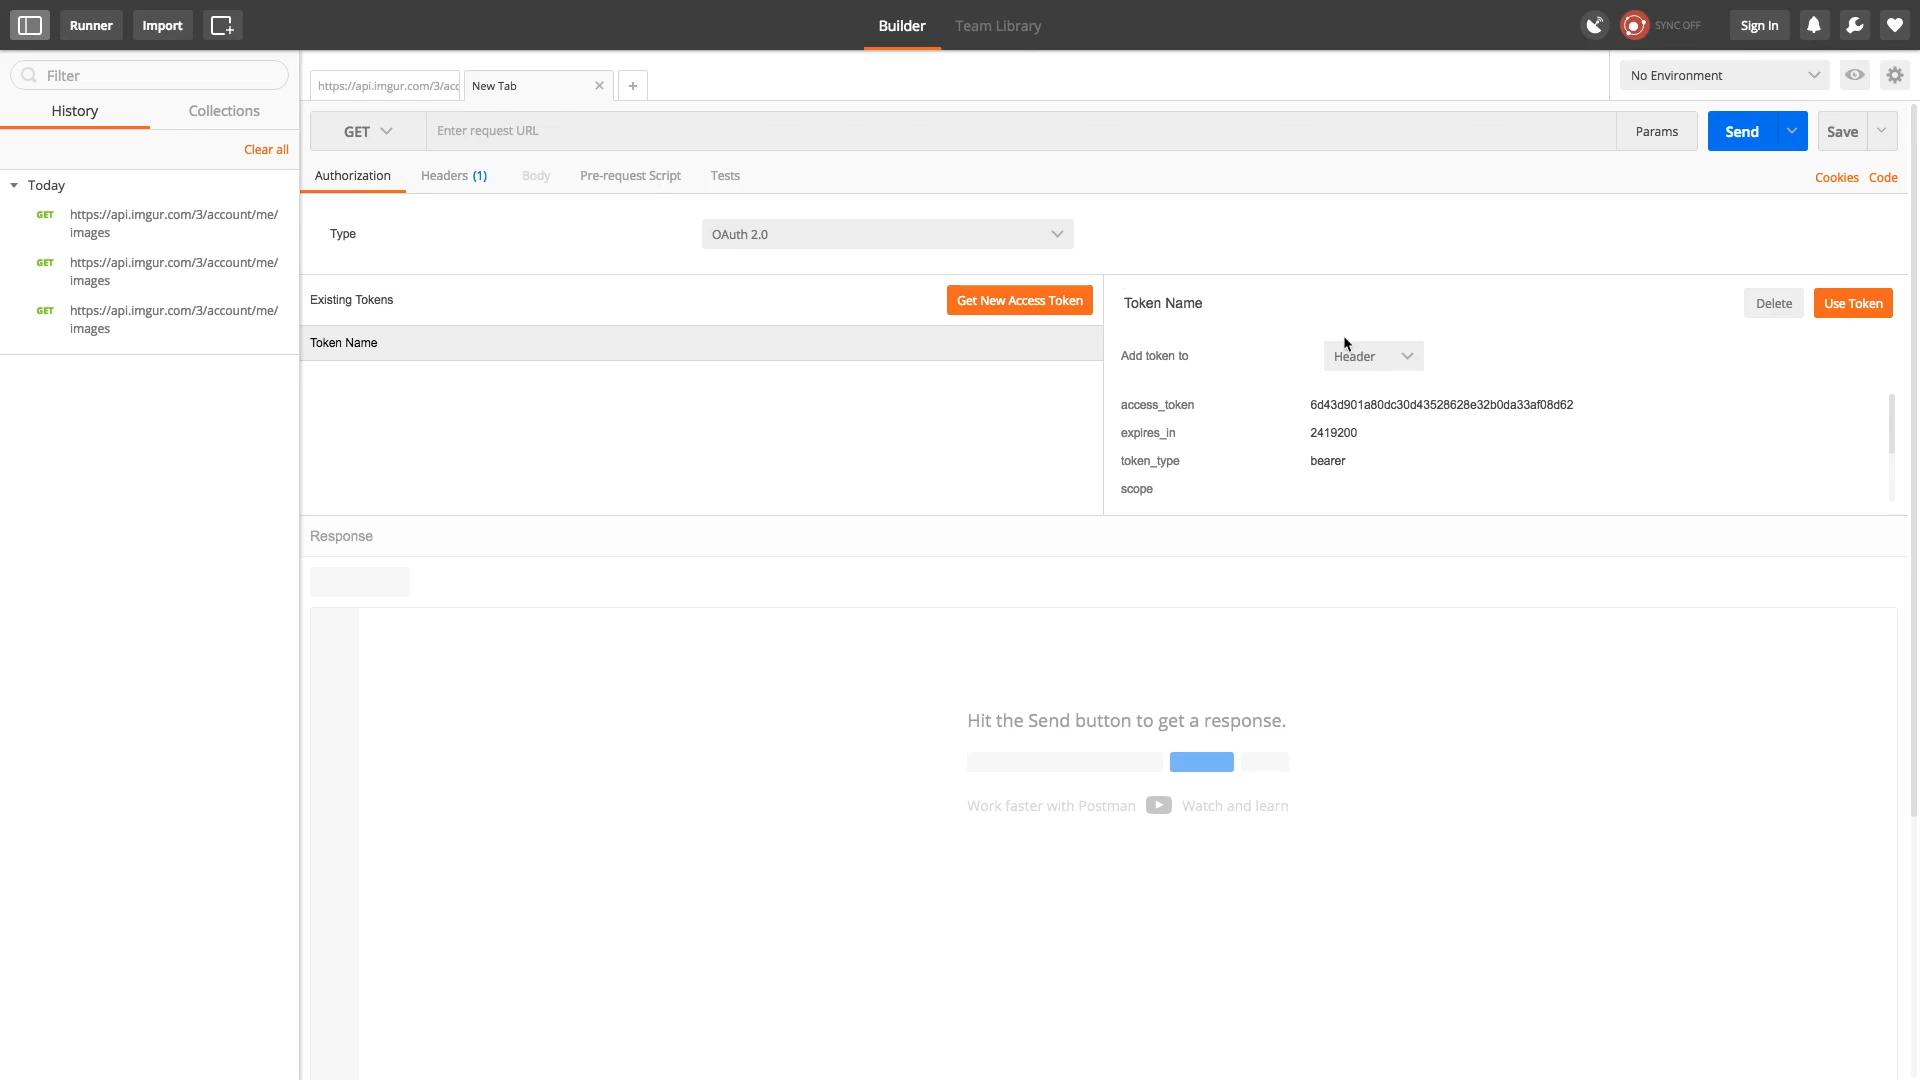 Runner
Import
Builder
Team Library
SYNC OFF
Sign In
Filter
History
Collections
Clear all
Today
GET https://api.imgur.com/3/account/me/
images
GET https://api.imgur.com/3/account/me/
images
GET https://api.imgur.com/3/account/me/
images
https://api.imgur.com/3/acc
New Tab
No Environment
GET
Enter request URL
Params
Send
Save
Authorization
Headers (1)
Body
Pre-request Script
Tests
Cookies
Code
Type
OAuth 2.0
Existing Tokens
Get New Access Token
Token Name
Token Name
Delete
Use Token
Add token to
Header
access_token 6d43d901a80dc30d43528628e32b0da33af08d62
expires_in 2419200
token_type bearer
scope
Response
Hit the Send button to get a response.
Work faster with Postman
Watch and learn